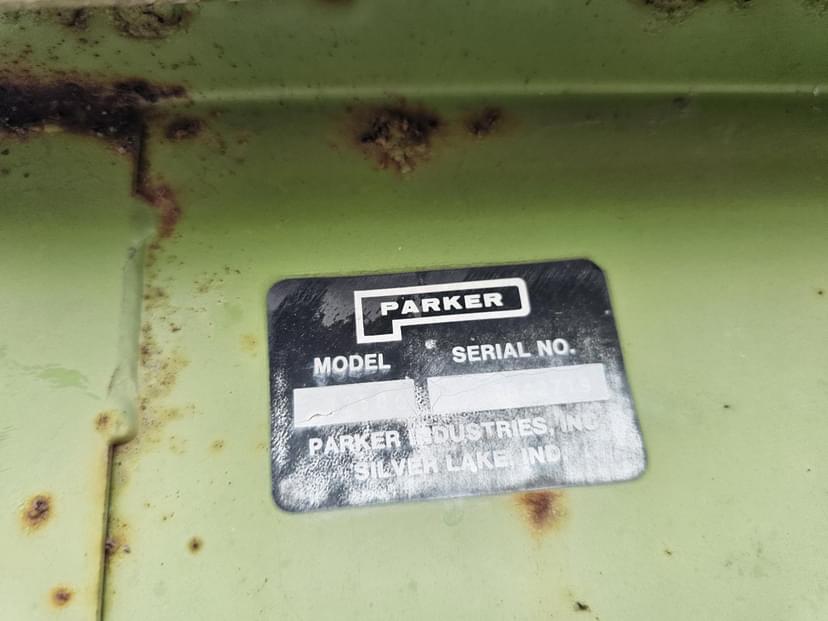 PARKER
MODEL SERIAL NO.
PARKER INDUSTRIES, INC
SILVER LAKE, IND.